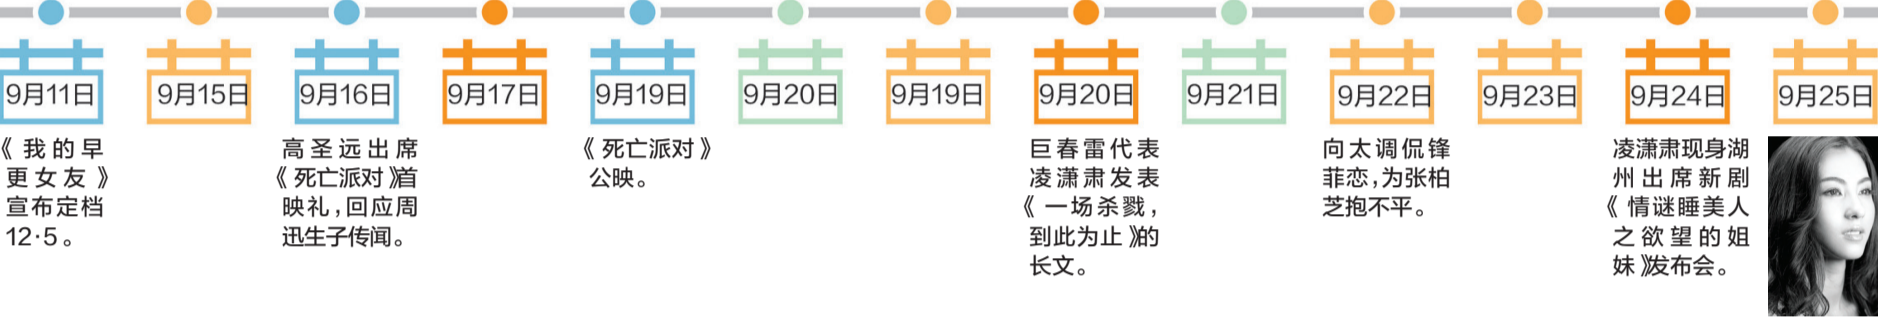 9月11日
9月15日
9月16日
9月17日
9月19日
9月20日
9月19日
9月20日
9月21日
9月22日
9月23日
9月24日
9月25日
《我的早
更女友》
宣布定档
12·5。
高圣远出席
《死亡派对》首
映礼,回应周
迅生子传闻。
《死亡派对》
公映。
巨春雷代表
凌潇肃发表
《一场杀戮,
到此为止》的
长文。
向太调侃锋
菲恋,为张柏
芝抱不平。
凌潇肃现身湖
州出席新剧
《情谜睡美人
之欲望的姐
妹》发布会。